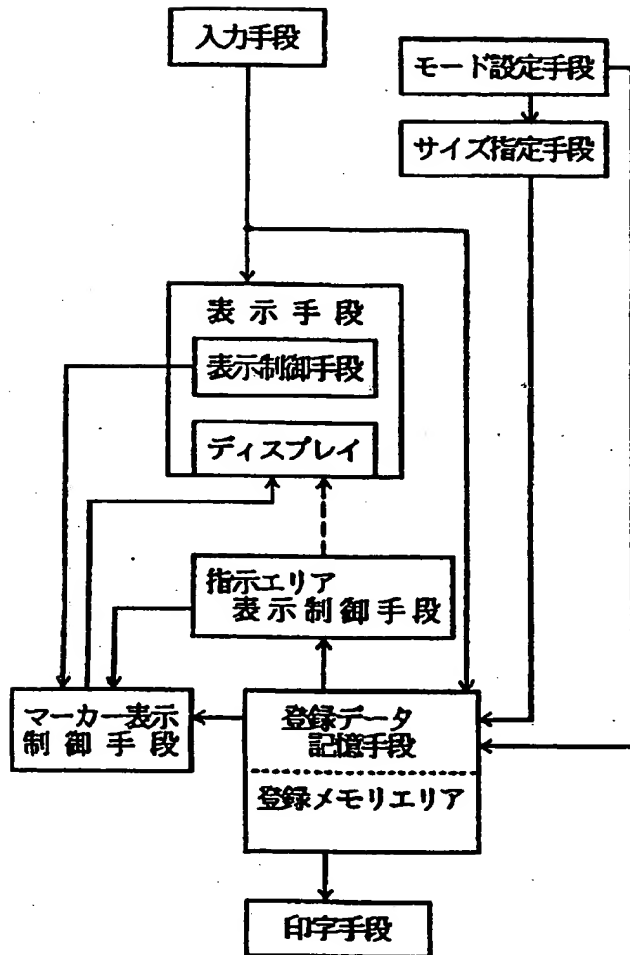 入力手段
モード設定手段
サイズ指定手段
表示手段
表示制御手段
ディスプレイ
指示エリア
表示制御手段
マーカー表示
制御手段
登録データ
記憶手段
登録メモリエリア
印字手段